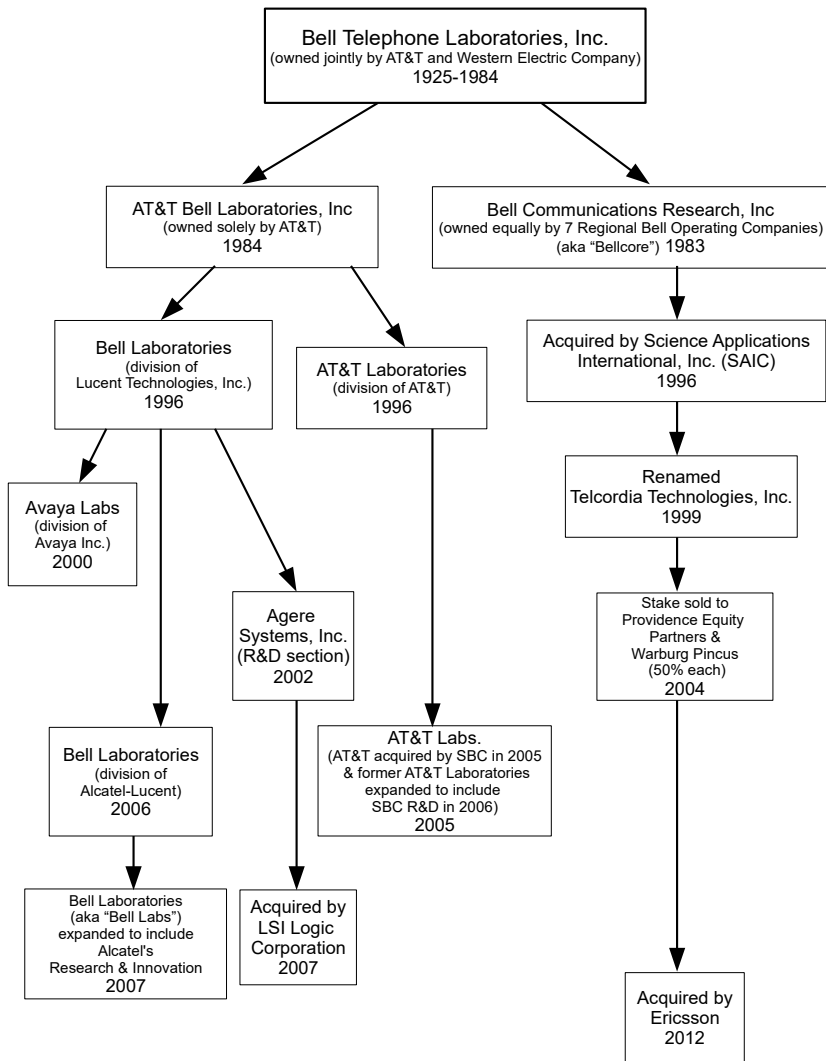 Bell Telephone Laboratories, Inc.
(owned jointly by AT&T and Western Electric Company)
1925-1984
AT&T Bell Laboratories, Inc
(owned solely by AT&T)
1984
Bell Communications Research, Inc
(owned equally by 7 Regional Bell Operating Companies)
(aka “Bellcore”) 1983
Bell Laboratories
(division of
Lucent Technologies, Inc.)
1996
AT&T Laboratories
(division of AT&T)
1996
Acquired by Science Applications
International, Inc. (SAIC)
1996
Avaya Labs
(division of
Avaya Inc.)
2000
Renamed
Telcordia Technologies, Inc.
1999
Agere
Systems, Inc.
(R&D section)
2002
Stake sold to
Providence Equity
Partners &
Warburg Pincus
(50% each)
2004
Bell Laboratories
(division of
Alcatel-Lucent)
2006
AT&T Labs.
(AT&T acquired by SBC in 2005
& former AT&T Laboratories
expanded to include
SBC R&D in 2006)
2005
Bell Laboratories
(aka “Bell Labs”)
expanded to include
Alcatel's
Research & Innovation
2007
Acquired by
LSI Logic
Corporation
2007
Acquired by
Ericsson
2012